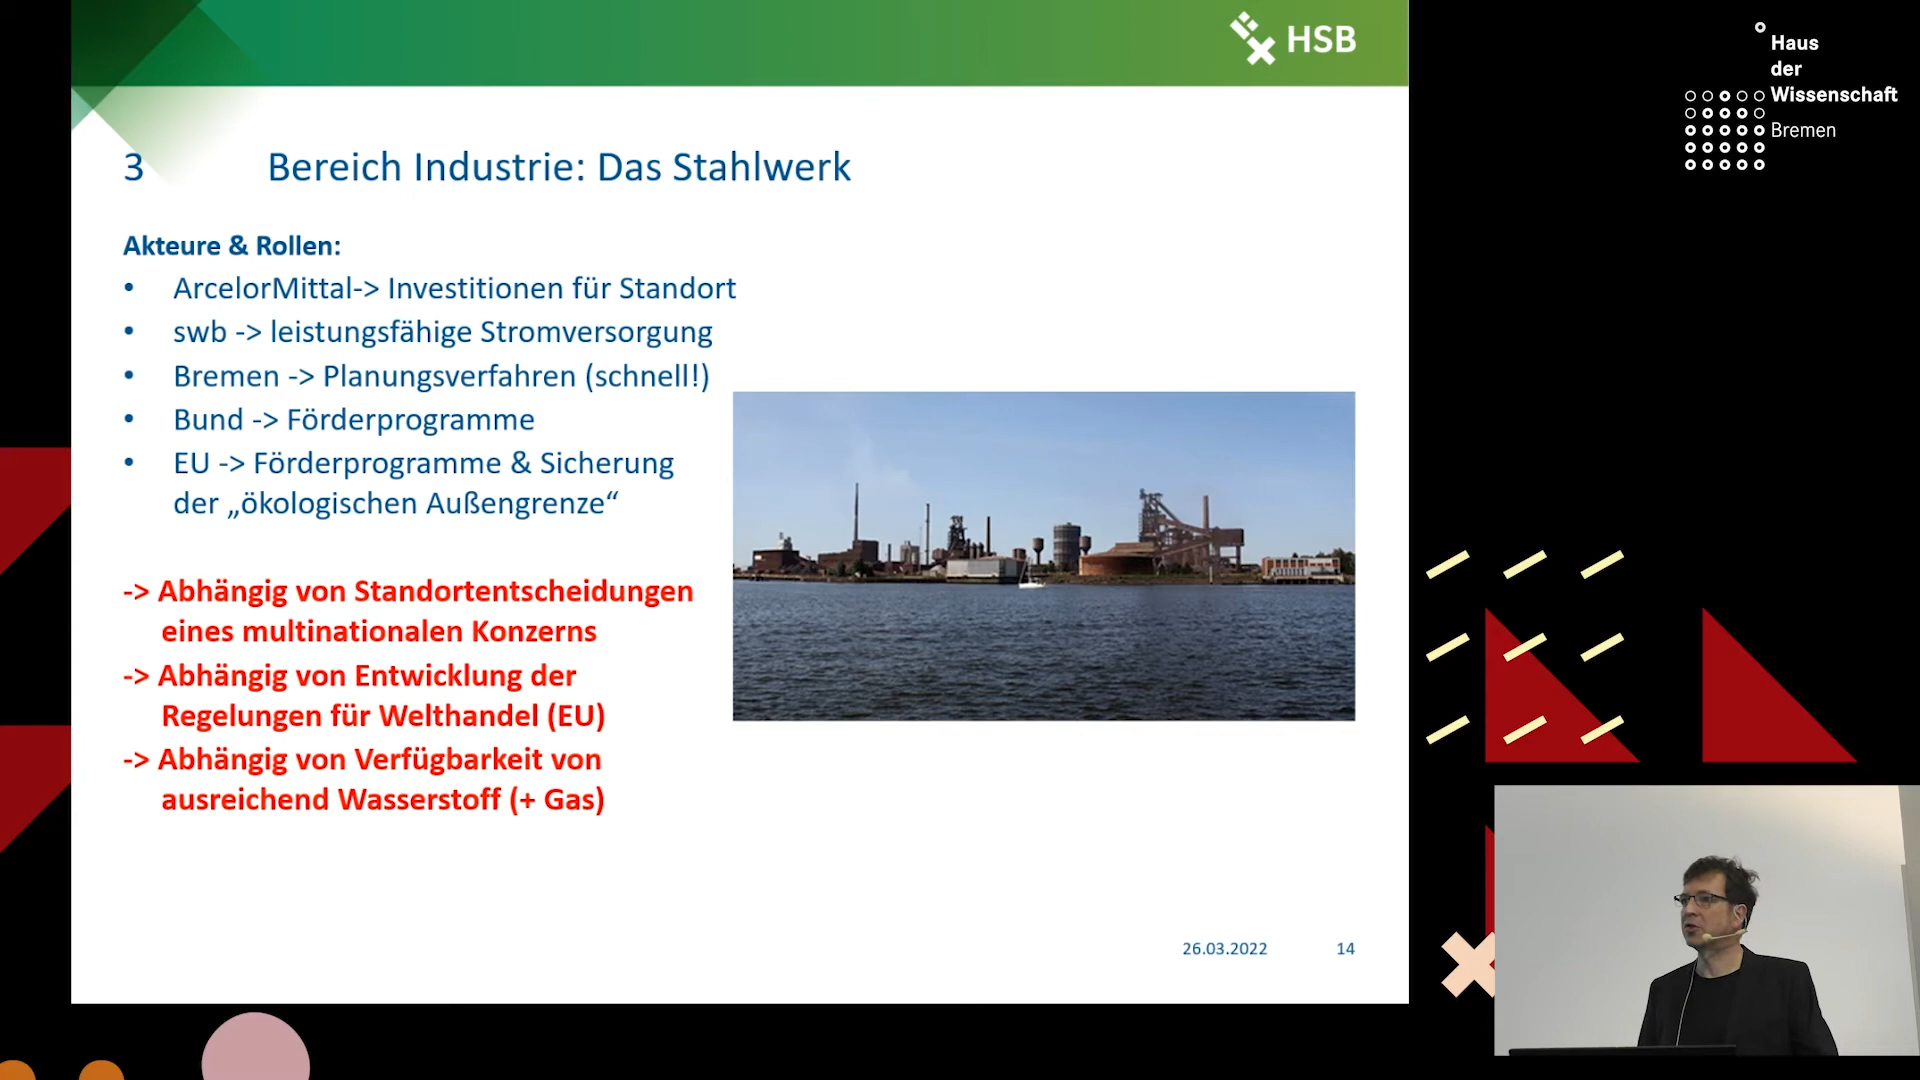 HSB
Haus
der
Wissenschaft
Bremen
3 Bereich Industrie: Das Stahlwerk
Akteure & Rollen:
• ArcelorMittal-> Investitionen für Standort
• swb -> leistungsfähige Stromversorgung
• Bremen -> Planungsverfahren (schnell!)
• Bund -> Förderprogramme
• EU -> Förderprogramme & Sicherung
der „ökologischen Außengrenze“
-> Abhängig von Standortentscheidungen
eines multinationalen Konzerns
-> Abhängig von Entwicklung der
Regelungen für Welthandel (EU)
-> Abhängig von Verfügbarkeit von
ausreichend Wasserstoff (+ Gas)
26.03.2022 14